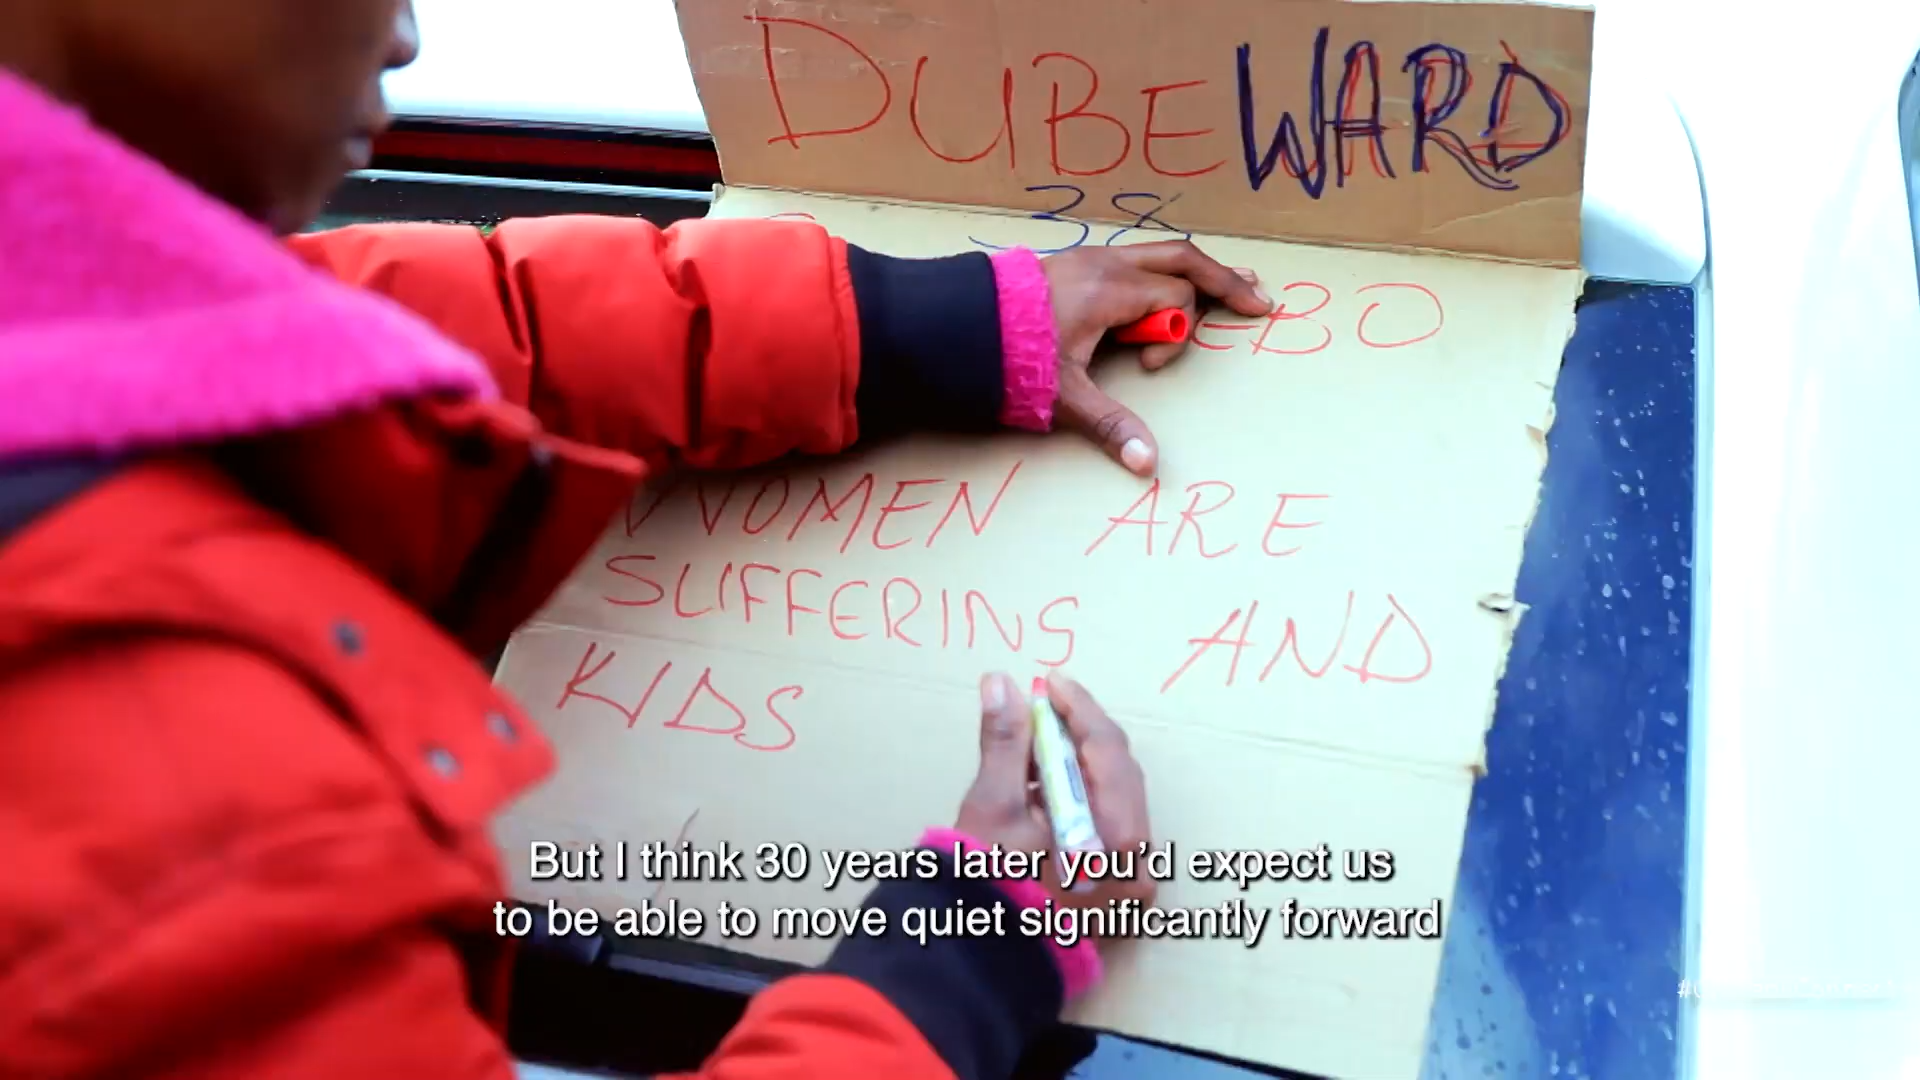 DUBE WARD
38
EBO
WOMEN ARE
SUFFERING AND
KIDS
But I think 30 years later you'd expect us
to be able to move quiet significantly forward